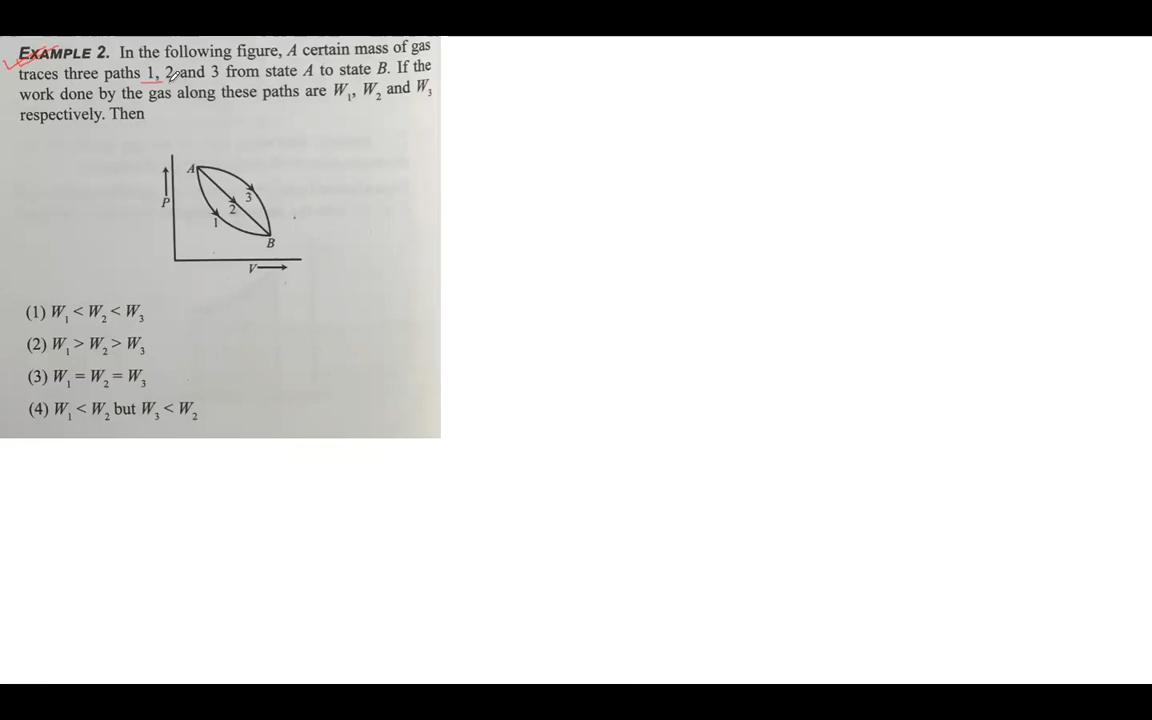 EXAMPLE 2. In the following figure, A certain mass of gas
traces three paths 1, 2 and 3 from state A to state B. If the
work done by the gas along these paths are W₁, W₂ and W₃
respectively. Then
A
P
3
2
1
B
V
(1) W₁ < W₂ < W₃
(2) W₁ > W₂ > W₃
(3) W₁ = W₂ = W₃
(4) W₁ < W₂ but W₃ < W₂